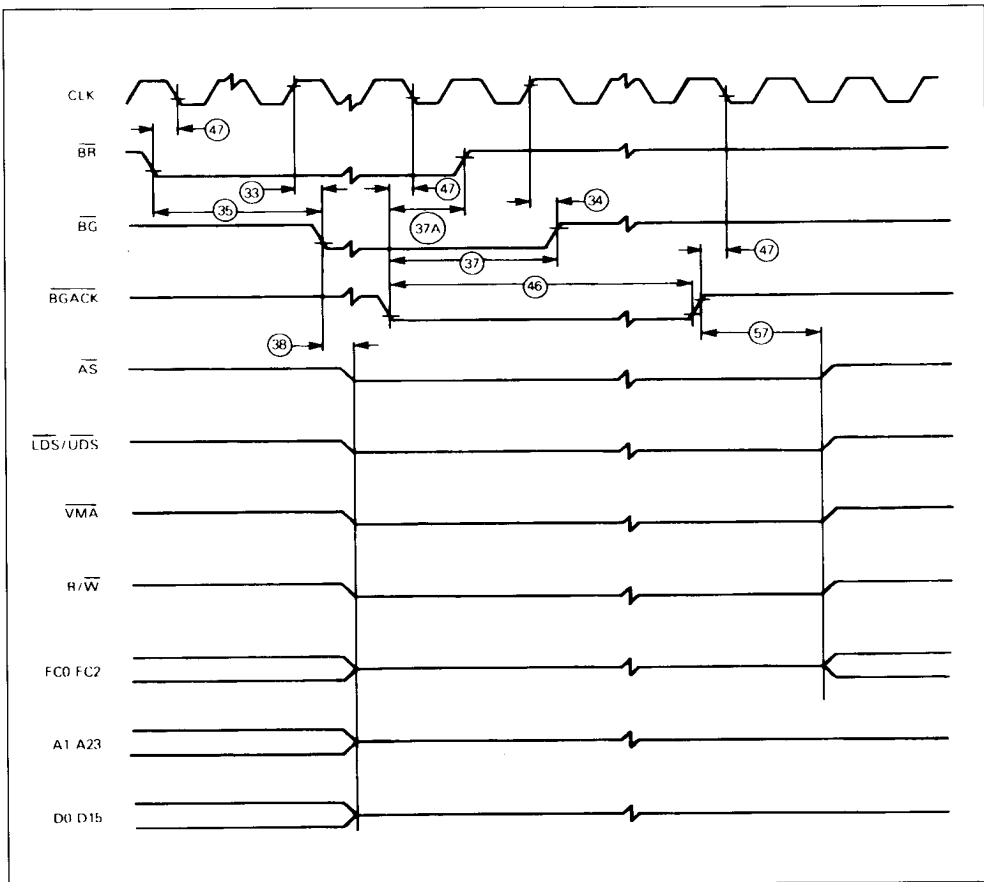 CLK
47
BR
33
47
35
34
BG
37A
37
47
46
BGACK
57
38
AS
LDS/UDS
VMA
R/W
FC0 FC2
A1 A23
D0 D15